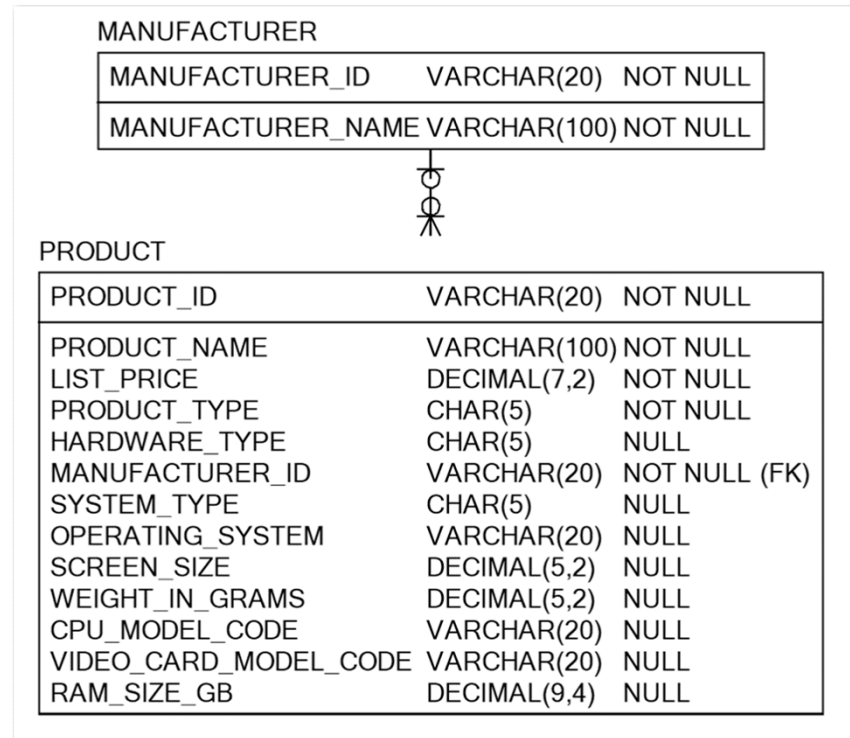 MANUFACTURER
MANUFACTURER_ID VARCHAR(20) NOT NULL
MANUFACTURER_NAME VARCHAR(100) NOT NULL
PRODUCT
PRODUCT_ID VARCHAR(20) NOT NULL
PRODUCT_NAME VARCHAR(100) NOT NULL
LIST_PRICE DECIMAL(7,2) NOT NULL
PRODUCT_TYPE CHAR(5) NOT NULL
HARDWARE_TYPE CHAR(5) NULL
MANUFACTURER_ID VARCHAR(20) NOT NULL (FK)
SYSTEM_TYPE CHAR(5) NULL
OPERATING_SYSTEM VARCHAR(20) NULL
SCREEN_SIZE DECIMAL(5,2) NULL
WEIGHT_IN_GRAMS DECIMAL(5,2) NULL
CPU_MODEL_CODE VARCHAR(20) NULL
VIDEO_CARD_MODEL_CODE VARCHAR(20) NULL
RAM_SIZE_GB DECIMAL(9,4) NULL